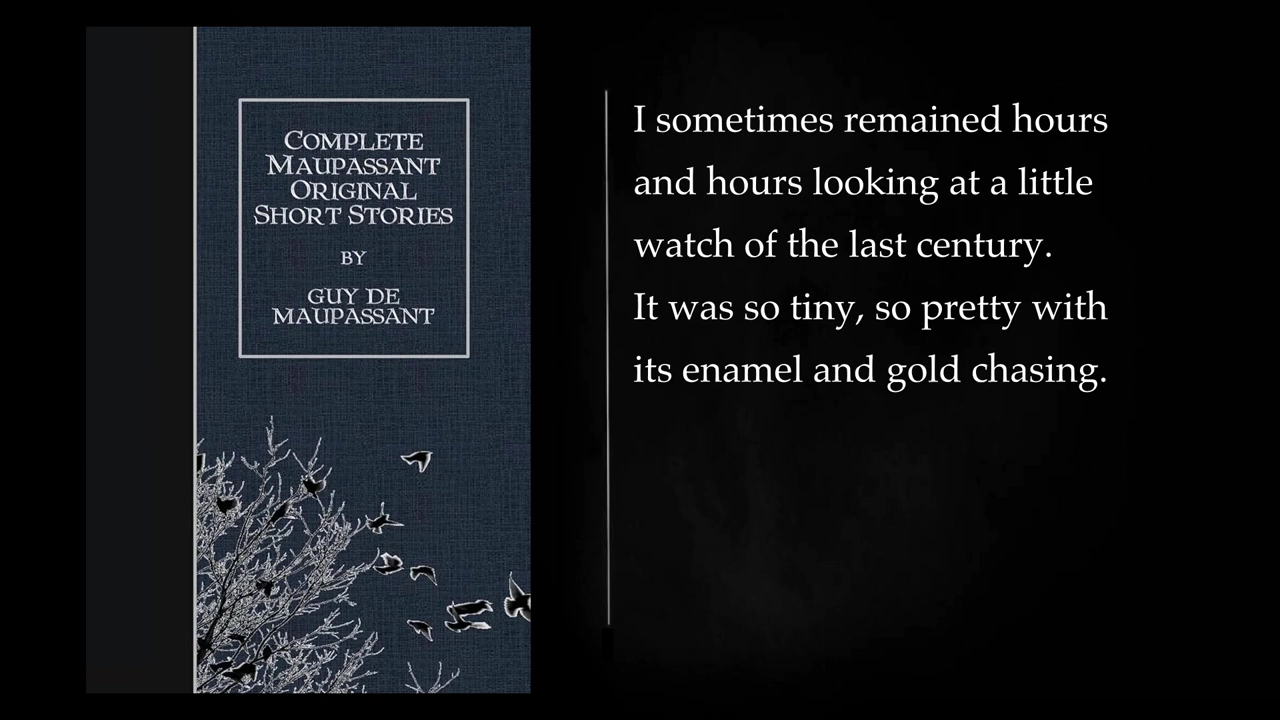 COMPLETE
MAUPASSANT
ORIGINAL
SHORT STORIES
BY
GUY DE
MAUPASSANT
I sometimes remained hours
and hours looking at a little
watch of the last century.
It was so tiny, so pretty with
its enamel and gold chasing.